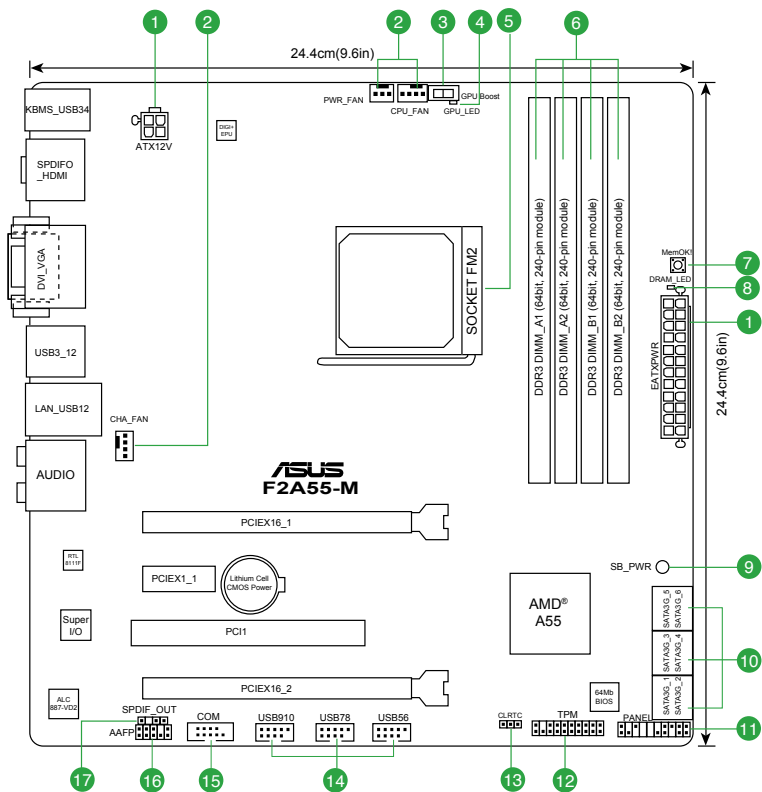 1
2
2
3
4
5
6
24.4cm(9.6in)
KBMS_USB34
ATX12V
DIGI+
EPU
PWR_FAN
CPU_FAN
GPU Boost
GPU_LED
SPDIFO
_HDMI
DVI_VGA
SOCKET FM2
DDR3 DIMM_A1 (64bit, 240-pin module)
DDR3 DIMM_A2 (64bit, 240-pin module)
DDR3 DIMM_B1 (64bit, 240-pin module)
DDR3 DIMM_B2 (64bit, 240-pin module)
MemOK!
7
DRAM_LED
8
1
EATXPWR
24.4cm(9.6in)
USB3_12
LAN_USB12
CHA_FAN
AUDIO
ASUS
F2A55-M
PCIEX16_1
RTL
8111F
PCIEX1_1
Lithium Cell
CMOS Power
SB_PWR
9
AMD®
A55
SATA3G_5
SATA3G_6
Super
I/O
PCI1
SATA3G_3
SATA3G_4
10
ALC
887-VD2
PCIEX16_2
64Mb
BIOS
SATA3G_1
SATA3G_2
SPDIF_OUT
AAFP
COM
USB910
USB78
USB56
CLRTC
TPM
PANEL
11
17
16
15
14
13
12